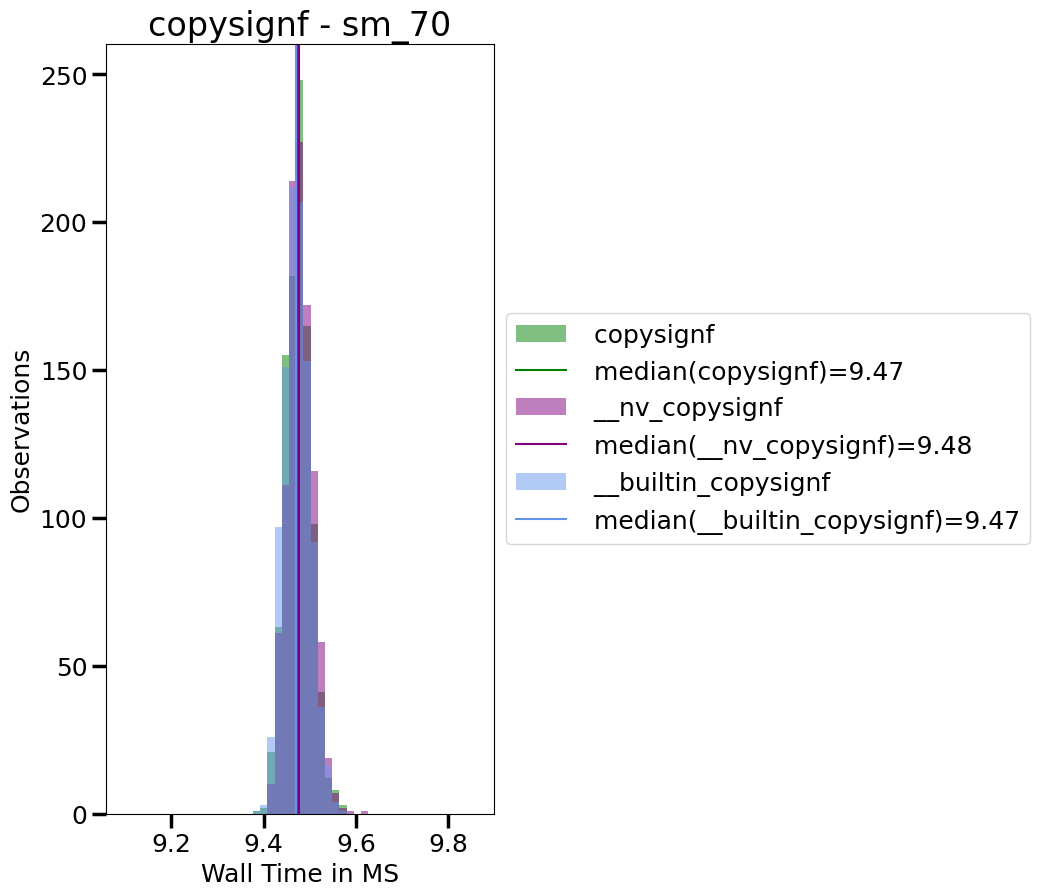 copysignf - sm_70
250
200
150
100
50
0
Observations
9.2 9.4 9.6 9.8
Wall Time in MS
copysignf
median(copysignf)=9.47
__nv_copysignf
median(__nv_copysignf)=9.48
__builtin_copysignf
median(__builtin_copysignf)=9.47